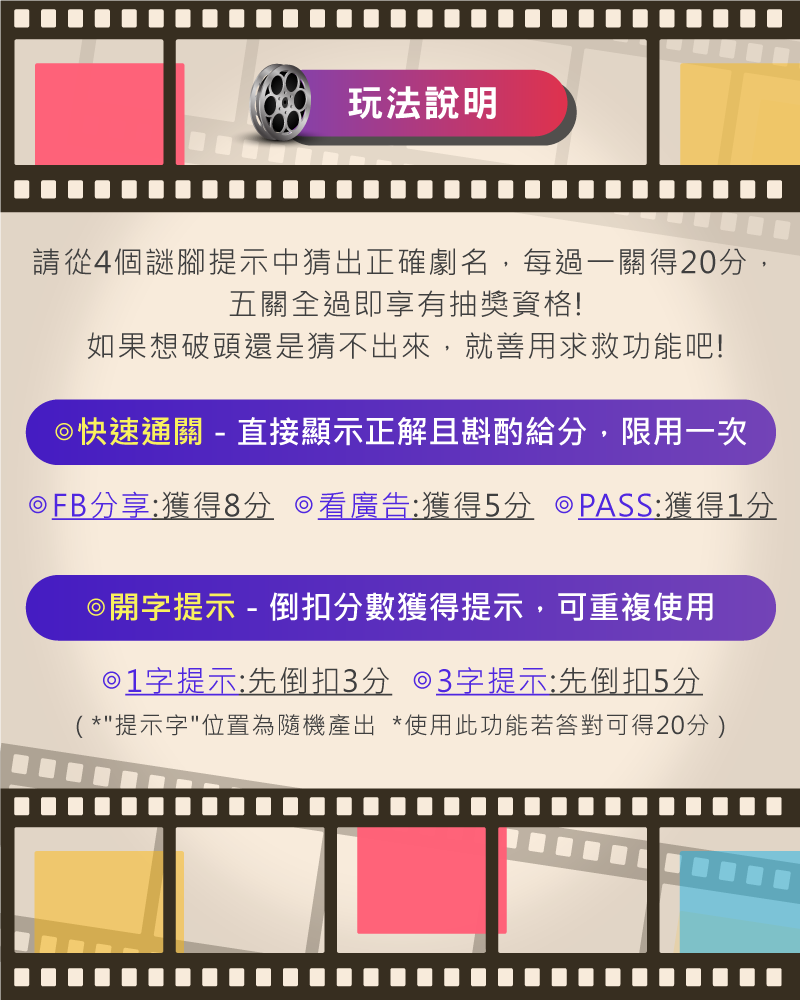 玩法說明
請從4個謎腳提示中猜出正確劇名，每過一關得20分，
五關全過即享有抽獎資格!
如果想破頭還是猜不出來，就善用求救功能吧!
◎快速通關 - 直接顯示正解且斟酌給分，限用一次
◎FB分享:獲得8分 ◎看廣告:獲得5分 ◎PASS:獲得1分
◎開字提示 - 倒扣分數獲得提示，可重複使用
◎1字提示:先倒扣3分 ◎3字提示:先倒扣5分
(*"提示字"位置為隨機產出 *使用此功能若答對可得20分)